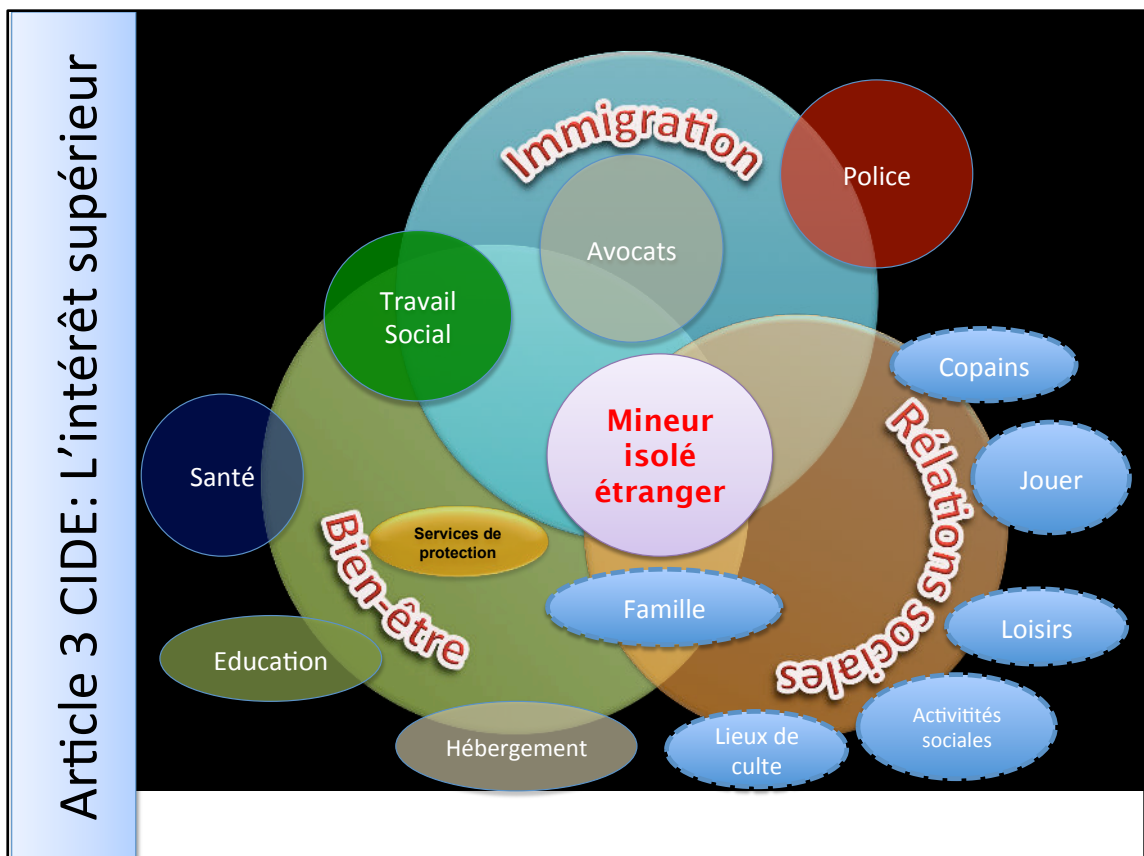 Article 3 CIDE: L'intérêt supérieur
Immigration
Police
Avocats
Travail
Social
Copains
Mineur
isolé
étranger
Rélations sociales
Jouer
Santé
Services de
protection
Bien-être
Famille
Loisirs
Education
Activitités
sociales
Hébergement
Lieux de
culte